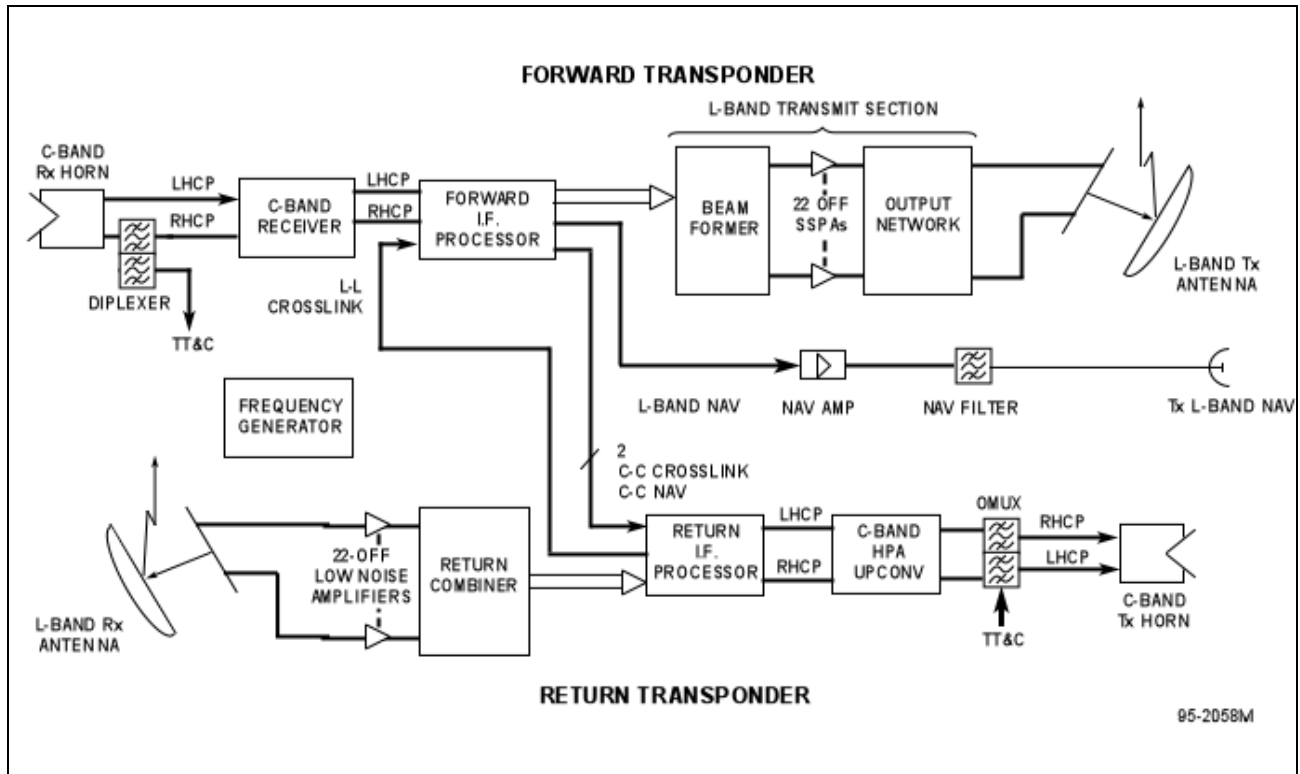 FORWARD TRANSPONDER
L-BAND TRANSMIT SECTION
C-BAND
Rx HORN
LHCP
RHCP
DIPLEXER
TT&C
C-BAND
RECEIVER
LHCP
RHCP
FORWARD
I.F.
PROCESSOR
L-L
CROSSLINK
BEAM
FORMER
22 OFF
SSPAs
OUTPUT
NETWORK
L-BAND Tx
ANTENNA
L-BAND NAV
NAV AMP
NAV FILTER
Tx L-BAND NAV
FREQUENCY
GENERATOR
2
C-C CROSSLINK
C-C NAV
L-BAND Rx
ANTENNA
22-OFF
LOW NOISE
AMPLIFIERS
RETURN
COMBINER
RETURN
I.F.
PROCESSOR
LHCP
RHCP
C-BAND
HPA
UPCONV
OMUX
RHCP
LHCP
TT&C
C-BAND
Tx HORN
RETURN TRANSPONDER
95-2058M